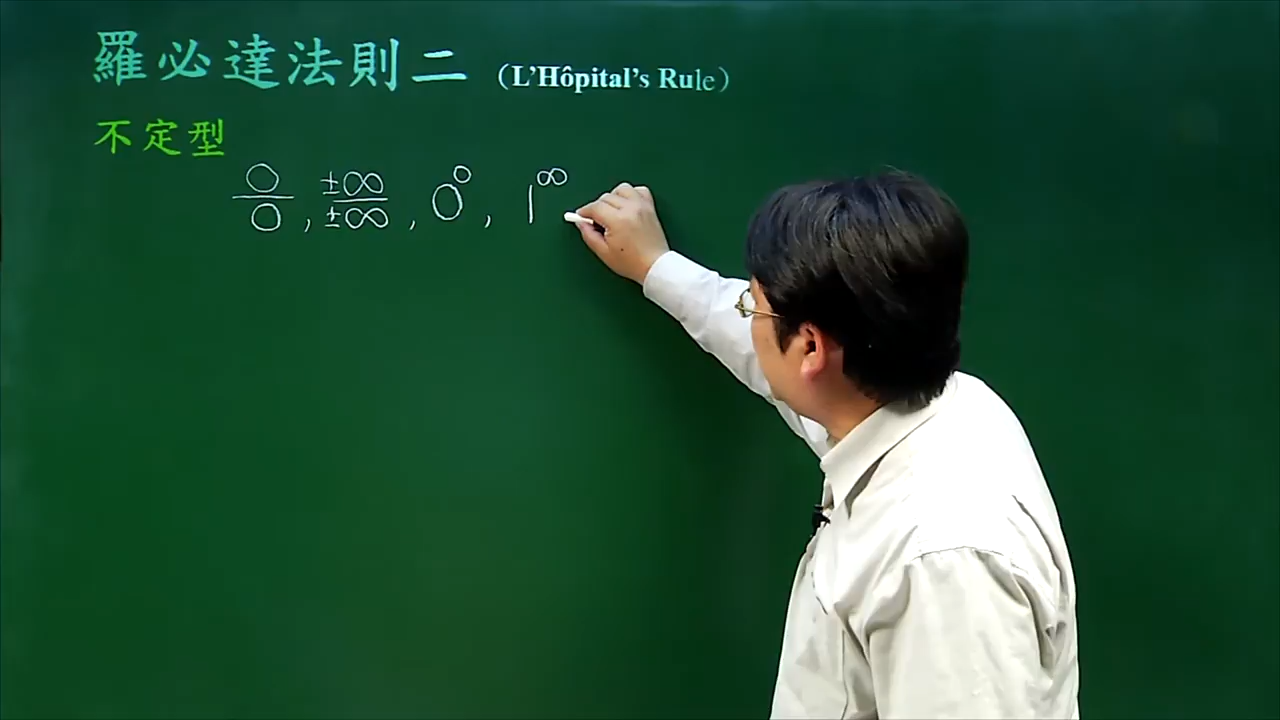 羅必達法則二 (L'Hôpital's Rule)
不定型
0/0 , ±∞/±∞ , 0⁰ , 1^∞